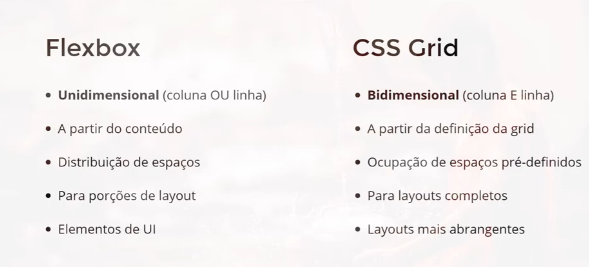 Flexbox
• Unidimensional (coluna OU linha)
• A partir do conteúdo
• Distribuição de espaços
• Para porções de layout
• Elementos de UI
CSS Grid
• Bidimensional (coluna E linha)
• A partir da definição da grid
• Ocupação de espaços pré-definidos
• Para layouts completos
• Layouts mais abrangentes